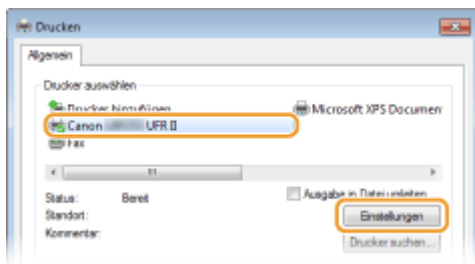 Drucken
Allgemein
Drucker auswählen
Drucker hinzufügen
Microsoft XPS Documen
Canon UFR II
Fax
Status: Bereit
Ausgabe in Datei umleiten
Standort:
Einstellungen
Kommentar:
Drucker suchen...